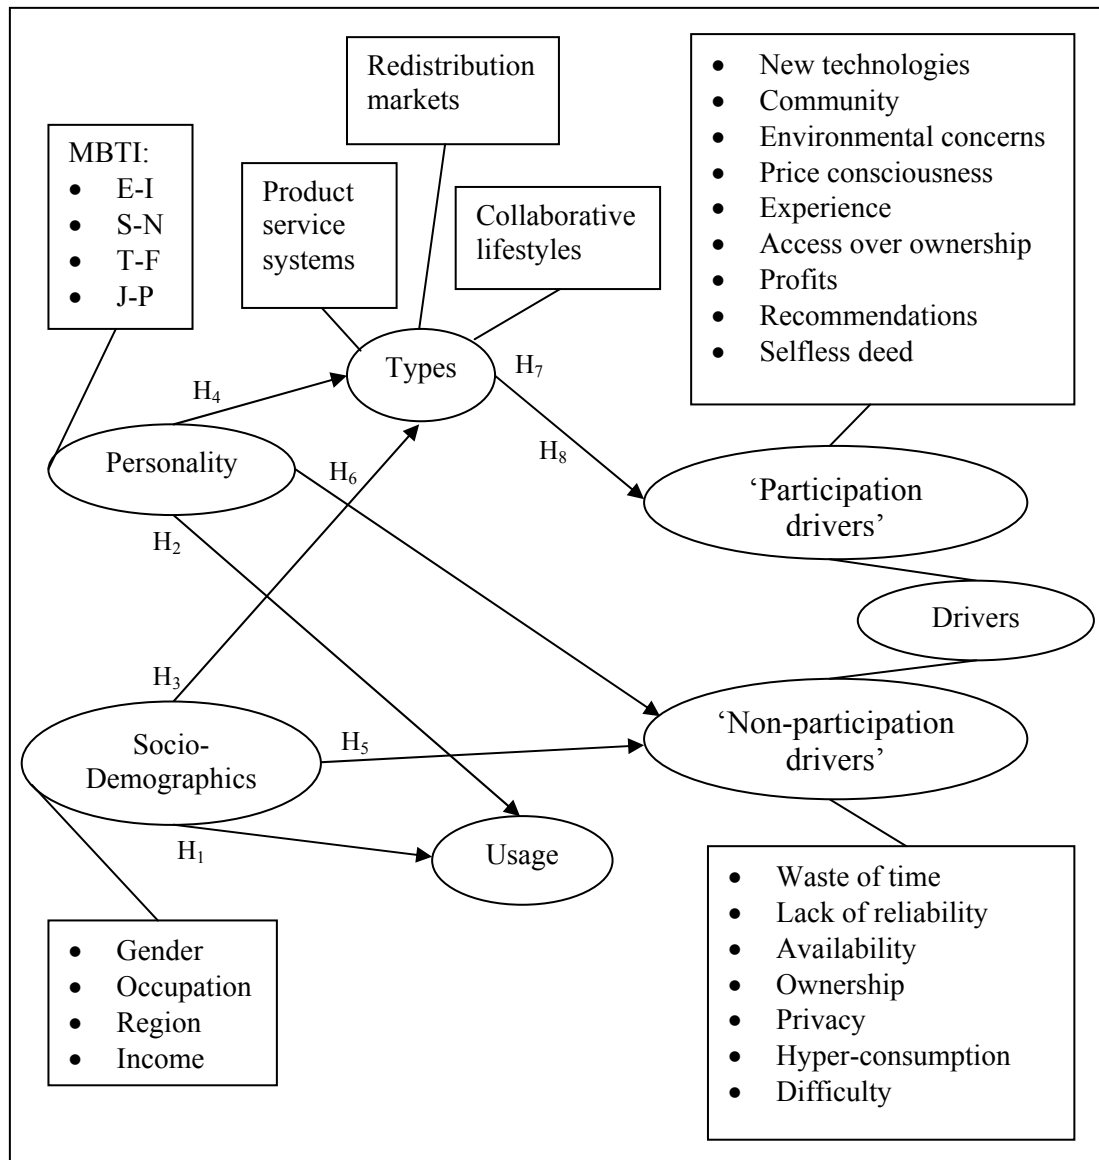 Redistribution
markets
MBTI:
• E-I
• S-N
• T-F
• J-P
Product
service
systems
Collaborative
lifestyles
• New technologies
• Community
• Environmental concerns
• Price consciousness
• Experience
• Access over ownership
• Profits
• Recommendations
• Selfless deed
Types
H7
H4
H8
Personality
H6
H2
‘Participation
drivers’
Drivers
H3
Socio-
Demographics
H5
‘Non-participation
drivers’
H1
Usage
• Gender
• Occupation
• Region
• Income
• Waste of time
• Lack of reliability
• Availability
• Ownership
• Privacy
• Hyper-consumption
• Difficulty